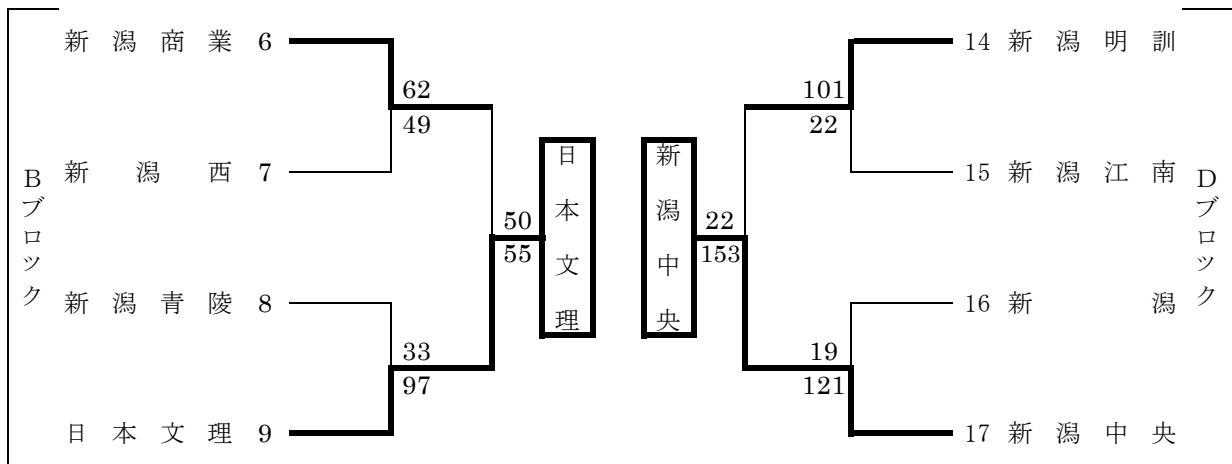 Bブロック
新潟商業 6
62
49
新潟西 7
50
55
新潟青陵 8
33
97
日本文理 9
日本文理
新潟中央
14 新潟明訓
101
22
15 新潟江南
22
153
16 新潟
19
121
17 新潟中央
Dブロック